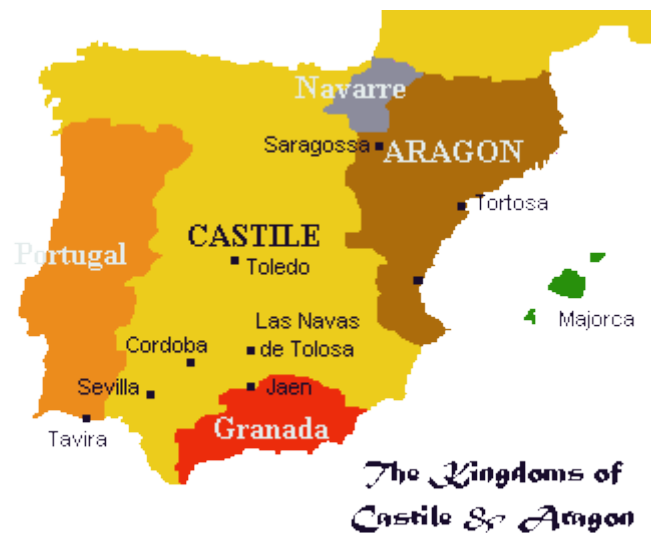 Navarre
Saragossa
ARAGON
Tortosa
CASTILE
Portugal
Toledo
Majorca
Las Navas
de Tolosa
Cordoba
Sevilla
Jaen
Granada
Tavira
The Kingdoms of
Castile & Aragon